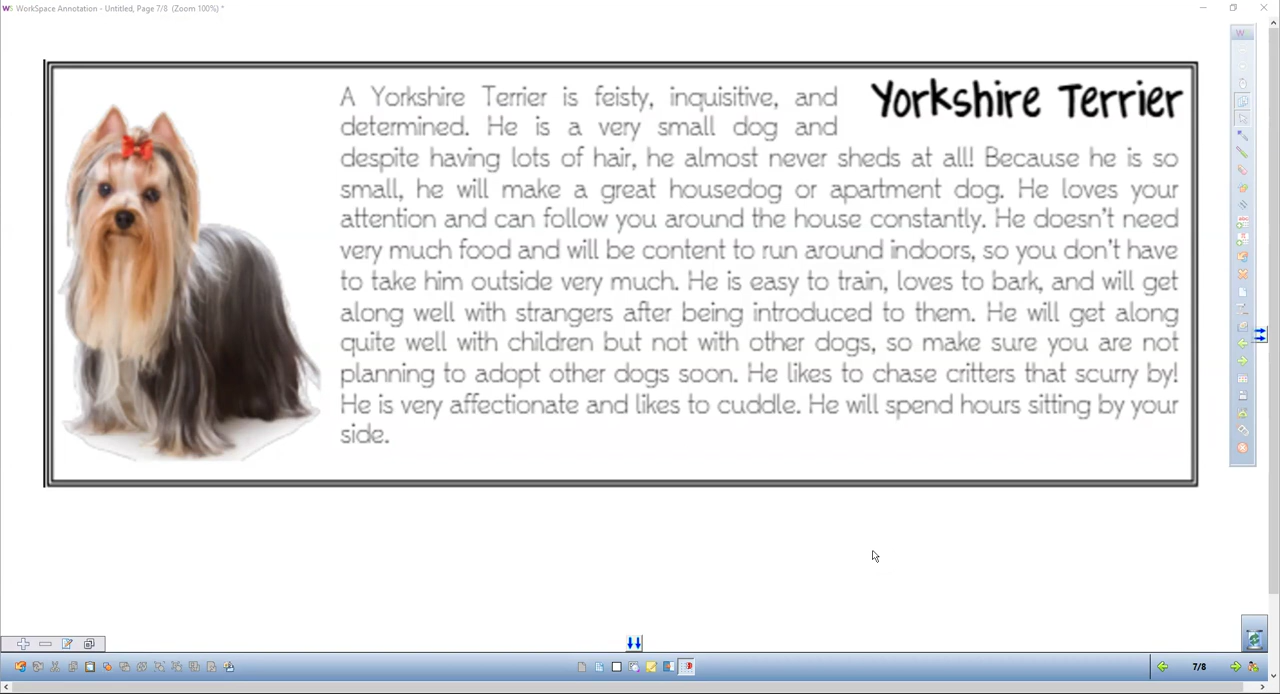 WorkSpace Annotation - Untitled, Page 7/8 (Zoom 100%) *
Yorkshire Terrier
A Yorkshire Terrier is feisty, inquisitive, and
determined. He is a very small dog and
despite having lots of hair, he almost never sheds at all! Because he is so
small, he will make a great housedog or apartment dog. He loves your
attention and can follow you around the house constantly. He doesn't need
very much food and will be content to run around indoors, so you don't have
to take him outside very much. He is easy to train, loves to bark, and will get
along well with strangers after being introduced to them. He will get along
quite well with children but not with other dogs, so make sure you are not
planning to adopt other dogs soon. He likes to chase critters that scurry by!
He is very affectionate and likes to cuddle. He will spend hours sitting by your
side.
7/8